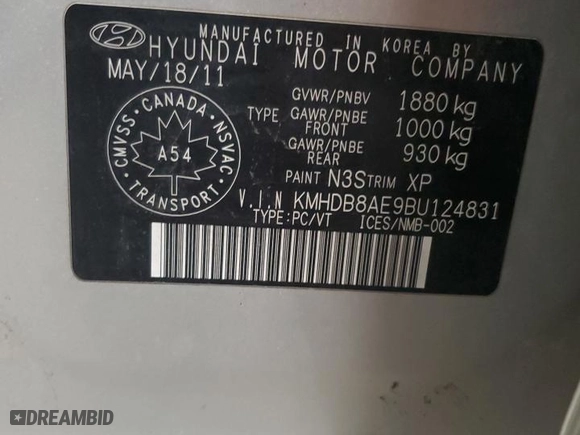 MANUFACTURED IN KOREA BY
HYUNDAI MOTOR COMPANY
MAY/18/11
GVWR/PNBV 1880 kg
TYPE GAWR/PNBE FRONT 1000 kg
GAWR/PNBE REAR 930 kg
PAINT N3S TRIM XP
V.I.N KMHDB8AE9BU124831
TYPE:PC/VT ICES/NMB-002
CMVSS · CANADA · NSVAC · TRANSPORT ·
A54
DREAMBID